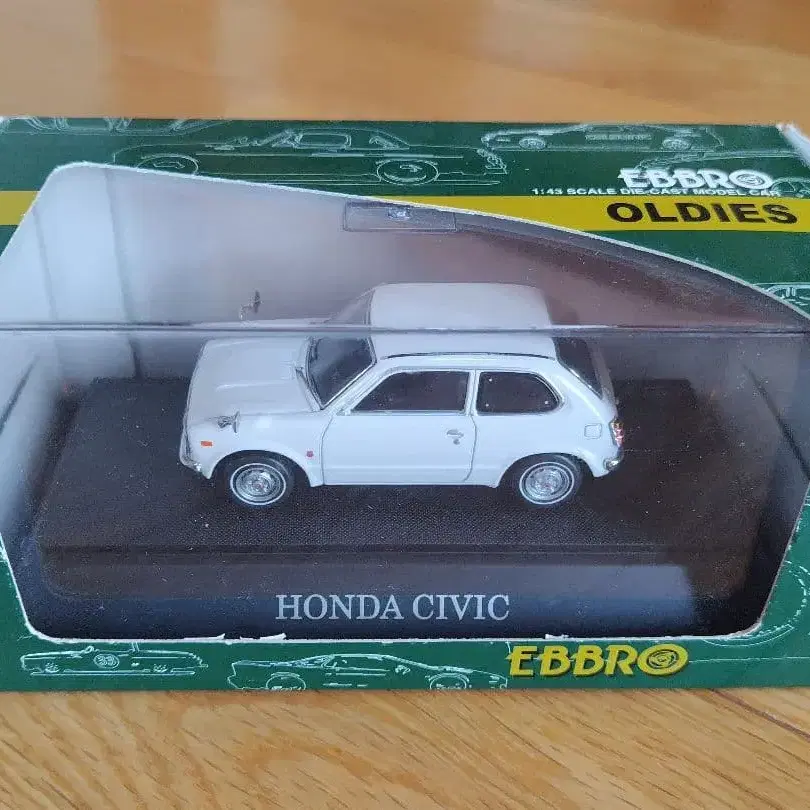 EBBRO
1:43 SCALE DIE-CAST MODEL CAR
OLDIES
HONDA CIVIC
EBBRO